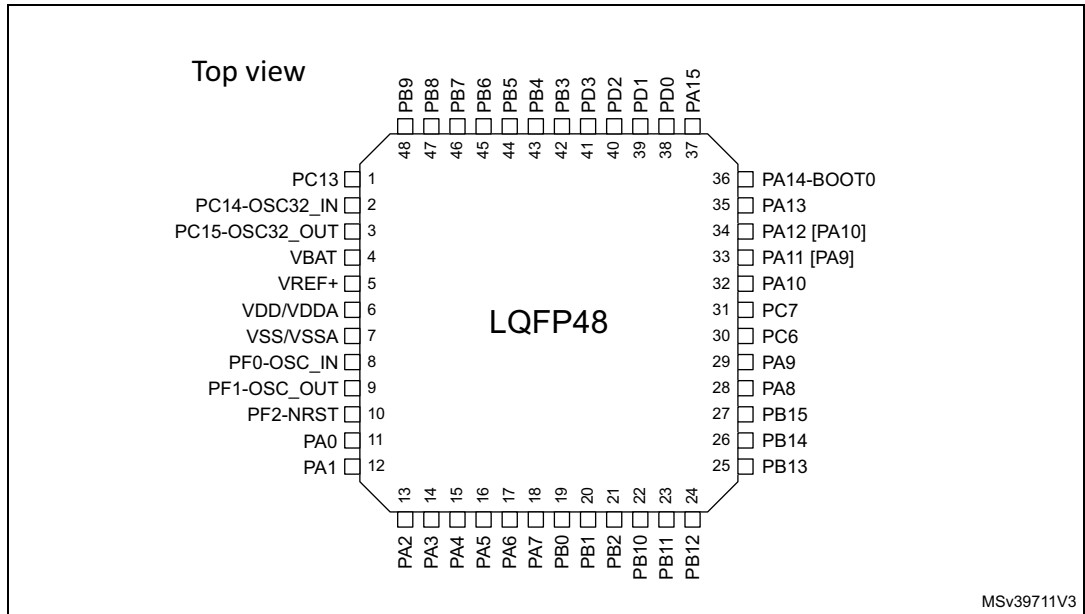 Top view
PB9
PB8
PB7
PB6
PB5
PB4
PB3
PD3
PD2
PD1
PD0
PA15
48
47
46
45
44
43
42
41
40
39
38
37
PC13 1
PC14-OSC32_IN 2
PC15-OSC32_OUT 3
VBAT 4
VREF+ 5
VDD/VDDA 6
VSS/VSSA 7
PF0-OSC_IN 8
PF1-OSC_OUT 9
PF2-NRST 10
PA0 11
PA1 12
LQFP48
36 PA14-BOOT0
35 PA13
34 PA12 [PA10]
33 PA11 [PA9]
32 PA10
31 PC7
30 PC6
29 PA9
28 PA8
27 PB15
26 PB14
25 PB13
13
14
15
16
17
18
19
20
21
22
23
24
PA2
PA3
PA4
PA5
PA6
PA7
PB0
PB1
PB2
PB10
PB11
PB12
MSv39711V3